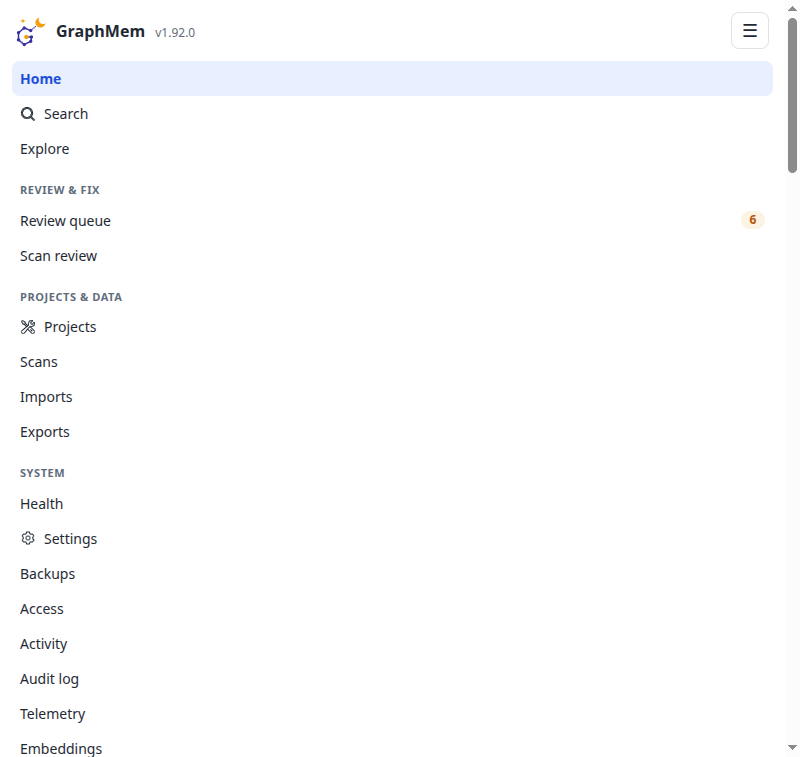 GraphMem v1.92.0
☰
Home
Search
Explore
REVIEW & FIX
Review queue 6
Scan review
PROJECTS & DATA
Projects
Scans
Imports
Exports
SYSTEM
Health
Settings
Backups
Access
Activity
Audit log
Telemetry
Embeddings